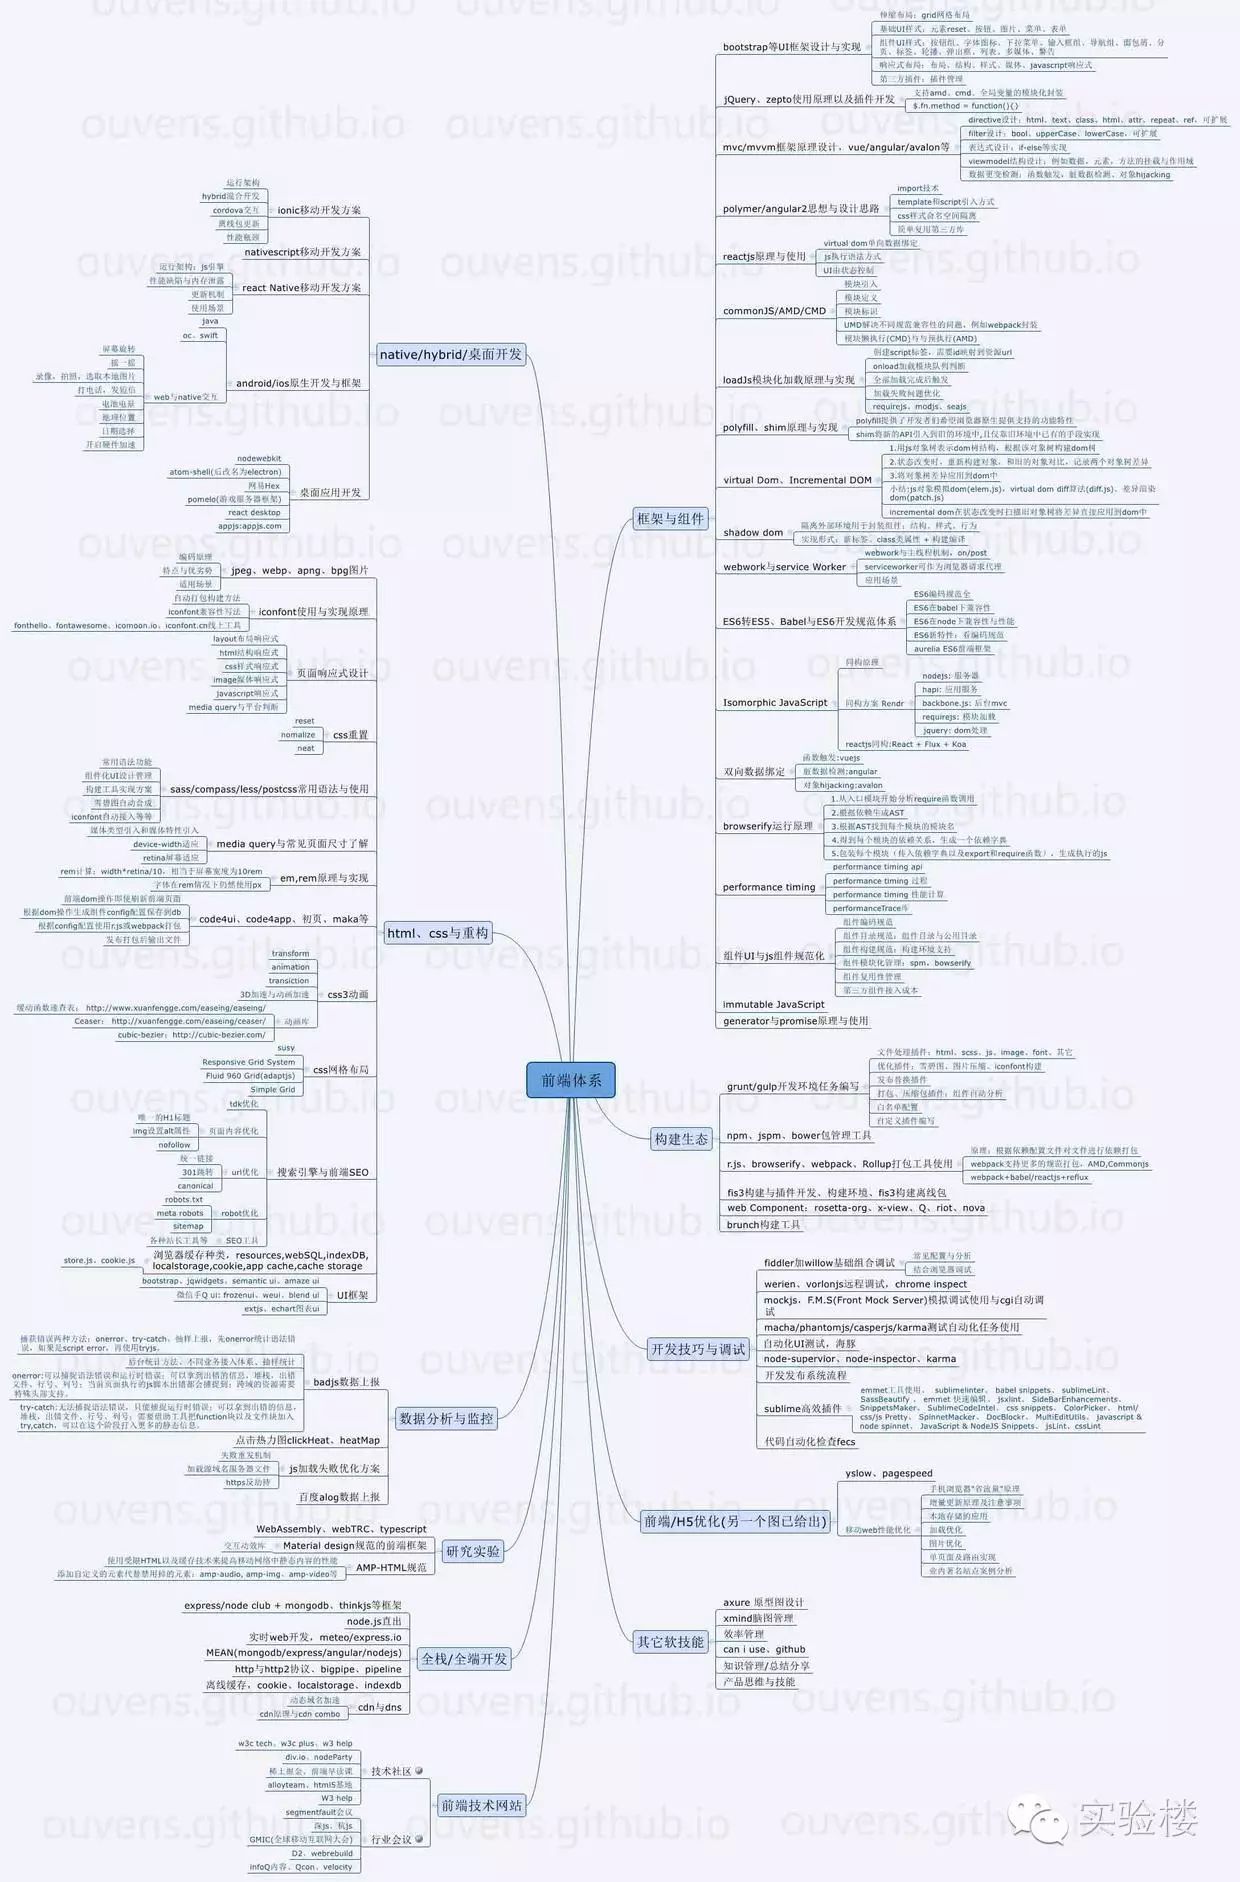 前端体系
框架与组件
bootstrap等UI框架设计与实现
伸缩布局：grid网格布局
基础UI样式：元素reset、按钮、图片、菜单、表单
组件UI样式：按钮组、字体图标、下拉菜单、输入框组、导航组、面包屑、分
页、标签、轮播、弹出框、列表、多媒体、警告
响应式布局：布局、结构、样式、媒体、javascript响应式
第三方插件：插件管理
jQuery、zepto使用原理以及插件开发
支持amd、cmd、全局变量的模块化封装
$.fn.method = function(){}
mvc/mvvm框架原理设计，vue/angular/avalon等
directive设计：html、text、class、html、attr、repeat、ref，可扩展
filter设计：bool、upperCase、lowerCase，可扩展
表达式设计：if-else等实现
viewmodel结构设计：例如数据，元素，方法的挂载与作用域
数据更变检测：函数触发，脏数据检测、对象hijacking
polymer/angular2思想与设计思路
import技术
template和script引入方式
css样式命名空间隔离
简单复用第三方库
reactjs原理与使用
virtual dom单向数据绑定
js执行语法方式
UI由状态控制
commonJS/AMD/CMD
模块引入
模块定义
模块标识
UMD解决不同规范兼容性的问题，例如webpack封装
模块懒执行(CMD)与与预执行(AMD)
loadJs模块化加载原理与实现
创建script标签，需要id映射到资源url
onload加载模块队列判断
全部加载完成后触发
加载失败问题优化
requirejs、modjs、seajs
polyfill、shim原理与实现
polyfill提供了开发者们希望浏览器原生提供支持的功能特性
shim将新的API引入到旧的环境中,且仅靠旧环境中已有的手段实现
virtual Dom、Incremental DOM
1.用js对象树表示dom树结构，根据该对象树构建dom树
2.状态改变时，重新构建对象，和旧的对象对比，记录两个对象树差异
3.将对象树差异应用到dom中
小结:js对象模拟dom(elem.js)，virtual dom diff算法(diff.js)、差异渲染
dom(patch.js)
incremental dom在状态改变时扫描旧对象树将差异直接应用到dom中
shadow dom
隔离外部环境用于封装组件：结构、样式、行为
实现形式：新标签、class类属性 + 构建编译
webwork与service Worker
webwork与主线程机制，on/post
serviceworker可作为浏览器请求代理
应用场景
ES6转ES5、Babel与ES6开发规范体系
ES6编码规范全
ES6在babel下兼容性
ES6在node下兼容性与性能
ES6新特性：看编码规范
aurelia ES6前端框架
Isomorphic JavaScript
同构原理
同构方案 Rendr
nodejs: 服务器
hapi: 应用服务
backbone.js: 后台mvc
requirejs: 模块加载
jquery: dom处理
reactjs同构:React + Flux + Koa
双向数据绑定
函数触发:vuejs
脏数据检测:angular
对象hijacking:avalon
browserify运行原理
1.从入口模块开始分析require函数调用
2.根据依赖生成AST
3.根据AST找到每个模块的模块名
4.得到每个模块的依赖关系，生成一个依赖字典
5.包装每个模块（传入依赖字典以及export和require函数），生成执行的js
performance timing
performance timing api
performance timing 过程
performance timing 性能计算
performanceTrace库
组件UI与js组件规范化
组件编码规范
组件目录规范：组件目录与公用目录
组件构建规范：构建环境支持
组件模块化管理：spm、bowserify
组件复用性管理
第三方组件接入成本
immutable JavaScript
generator与promise原理与使用
构建生态
grunt/gulp开发环境任务编写
文件处理插件：html、scss、js、image、font、其它
优化插件：雪碧图、图片压缩、iconfont构建
发布替换插件
打包、压缩包插件：组件自动分析
白名单配置
自定义插件编写
npm、jspm、bower包管理工具
r.js、browserify、webpack、Rollup打包工具使用
原理：根据依赖配置文件对文件进行依赖打包
webpack支持更多的规范打包，AMD,Commonjs
webpack+babel/reactjs+reflux
fis3构建与插件开发、构建环境、fis3构建离线包
web Component：rosetta-org、x-view、Q、riot、nova
brunch构建工具
开发技巧与调试
fiddler加willow基础组合调试
常见配置与分析
结合浏览器调试
werien、vorlonjs远程调试，chrome inspect
mockjs，F.M.S(Front Mock Server)模拟调试使用与cgi自动调
试
macha/phantomjs/casperjs/karma测试自动化任务使用
自动化UI测试，海豚
node-supervior、node-inspector、karma
开发发布系统流程
sublime高效插件
emmet工具使用、 sublimelinter、 babel snippets、 sublimeLint、
SassBeautify 、 emmet 快速编辑， jsxlint、 SideBarEnhancements、
SnippetsMaker、 SublimeCodeIntel、 css snippets、 ColorPicker、 html/
css/js Pretty、 SpinnetMacker、 DocBlockr、 MultiEditUtils、 javascript &
node spinnet、 JavaScript & NodeJS Snippets、 jsLint、cssLint
代码自动化检查fecs
前端/H5优化(另一个图已给出)
yslow、pagespeed
移动web性能优化
手机浏览器“省流量”原理
增量更新原理及注意事项
本地存储的应用
加载优化
图片优化
单页面及路由实现
业内著名站点案例分析
其它软技能
axure 原型图设计
xmind脑图管理
效率管理
can i use、github
知识管理/总结分享
产品思维与技能
native/hybrid/桌面开发
ionic移动开发方案
运行架构
hybrid混合开发
cordova交互
离线包更新
性能瓶颈
nativescript移动开发方案
react Native移动开发方案
运行架构：js引擎
性能缺陷与内存泄露
更新机制
使用场景
android/ios原生开发与框架
java
oc、swift
web与native交互
屏幕旋转
摇一摇
录像，拍照，选取本地图片
打电话，发短信
电池电量
地理位置
日期选择
开启硬件加速
桌面应用开发
nodewebkit
atom-shell(后改名为electron)
网易Hex
pomelo(游戏服务器框架)
react desktop
appjs:appjs.com
html、css与重构
jpeg、webp、apng、bpg图片
编码原理
特点与优劣势
适用场景
iconfont使用与实现原理
自动打包构建方法
iconfont兼容性写法
fonthello、fontawesome、icomoon.io、iconfont.cn线上工具
页面响应式设计
layout布局响应式
html结构响应式
css样式响应式
image媒体响应式
javascript响应式
media query与平台判断
css重置
reset
nomalize
neat
sass/compass/less/postcss常用语法与使用
常用语法功能
组件化UI设计管理
构建工具实现方案
雪碧图自动合成
iconfont自动接入等等
media query与常见页面尺寸了解
媒体类型引入和媒体特性引入
device-width适应
retina屏幕适应
em,rem原理与实现
rem计算：width*retina/10，相当于屏幕宽度为10rem
字体在rem情况下仍然使用px
code4ui、code4app、初页、maka等
前端dom操作即使刷新前端页面
根据dom操作生成组件config配置保存到db
根据config配置使用r.js或webpack打包
发布打包后输出文件
css3动画
transform
animation
transiction
3D加速与动画加速
动画库
缓动函数速查表： http://www.xuanfengge.com/easeing/easeing/
Ceaser： http://xuanfengge.com/easeing/ceaser/
cubic-bezier：http://cubic-bezier.com/
css网格布局
susy
Responsive Grid System
Fluid 960 Grid(adaptjs)
Simple Grid
搜索引擎与前端SEO
tdk优化
页面内容优化
唯一的H1标题
img设置alt属性
nofollow
url优化
统一链接
301跳转
canonical
robot优化
robots.txt
meta robots
sitemap
SEO工具
各种站长工具等
浏览器缓存种类，resources,webSQL,indexDB,
localstorage,cookie,app cache,cache storage
store.js、cookie.js
UI框架
bootstrap、jqwidgets、semantic ui、amaze ui
微信手Q ui: frozenui、weui、blend ui
extjs、echart图表ui
数据分析与监控
badjs数据上报
捕获错误两种方法：onerror、try-catch，抽样上报，先onerror统计语法错
误，如果是script error，再使用tryjs。
后台统计方法、不同业务接入体系、抽样统计
onerror:可以捕捉语法错误和运行时错误；可以拿到出错的信息，堆栈，出错
文件、行号、列号；当前页面执行的js脚本出错都会捕捉到；跨域的资源需要
特殊头部支持。
try-catch:无法捕捉语法错误，只能捕捉运行时错误；可以拿到出错的信息，
堆栈，出错文件、行号、列号；需要借助工具把function块以及文件块加入
try,catch，可以在这个阶段打入更多的静态信息。
点击热力图clickHeat、heatMap
js加载失败优化方案
失败重发机制
加载源域名服务器文件
https反劫持
百度alog数据上报
研究实验
WebAssembly、webTRC、typescript
Material design规范的前端框架
交互动效库
AMP-HTML规范
使用受限HTML以及缓存技术来提高移动网络中静态内容的性能
添加自定义的元素代替禁用掉的元素：amp-audio, amp-img、amp-video等
全栈/全端开发
express/node club + mongodb、thinkjs等框架
node.js直出
实时web开发，meteo/express.io
MEAN(mongodb/express/angular/nodejs)
http与http2协议、bigpipe、pipeline
离线缓存，cookie、localstorage、indexdb
cdn与dns
动态域名加速
cdn原理与cdn combo
前端技术网站
技术社区
w3c tech、w3c plus、w3 help
div.io、nodeParty
稀土掘金、前端早读课
alloyteam、html5基地
W3 help
行业会议
segmentfault会议
深js、杭js
GMIC(全球移动互联网大会)
D2、webrebuild
infoQ内容、Qcon、velocity
ouvens.github.io
实验楼